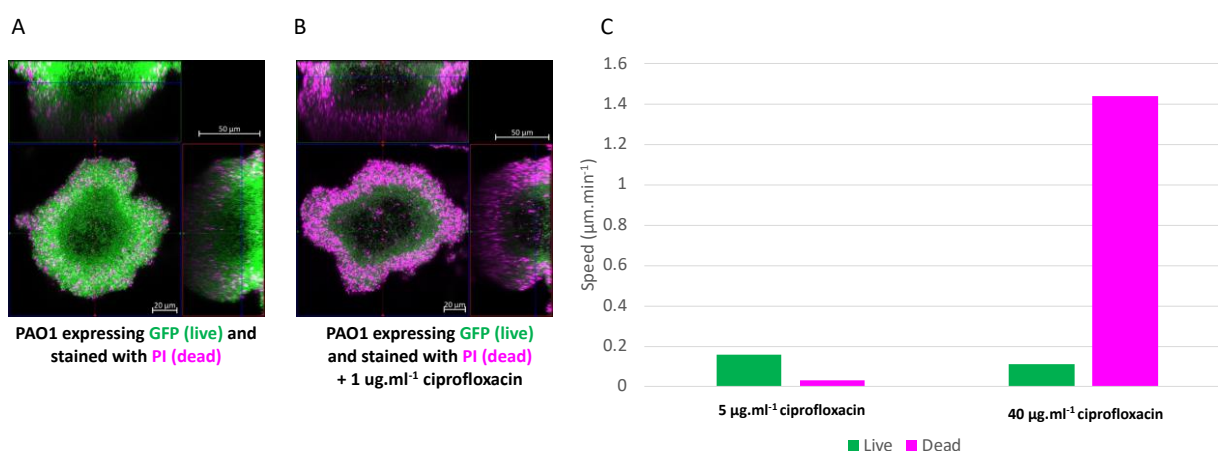 A
B
C
50 µm
20 µm
50 µm
20 µm
PAO1 expressing GFP (live) and
stained with PI (dead)
PAO1 expressing GFP (live)
and stained with PI (dead)
+ 1 ug.ml⁻¹ ciprofloxacin
Speed (µm.min⁻¹)
1.6
1.4
1.2
1
0.8
0.6
0.4
0.2
0
5 µg.ml⁻¹ ciprofloxacin
40 µg.ml⁻¹ ciprofloxacin
Live
Dead